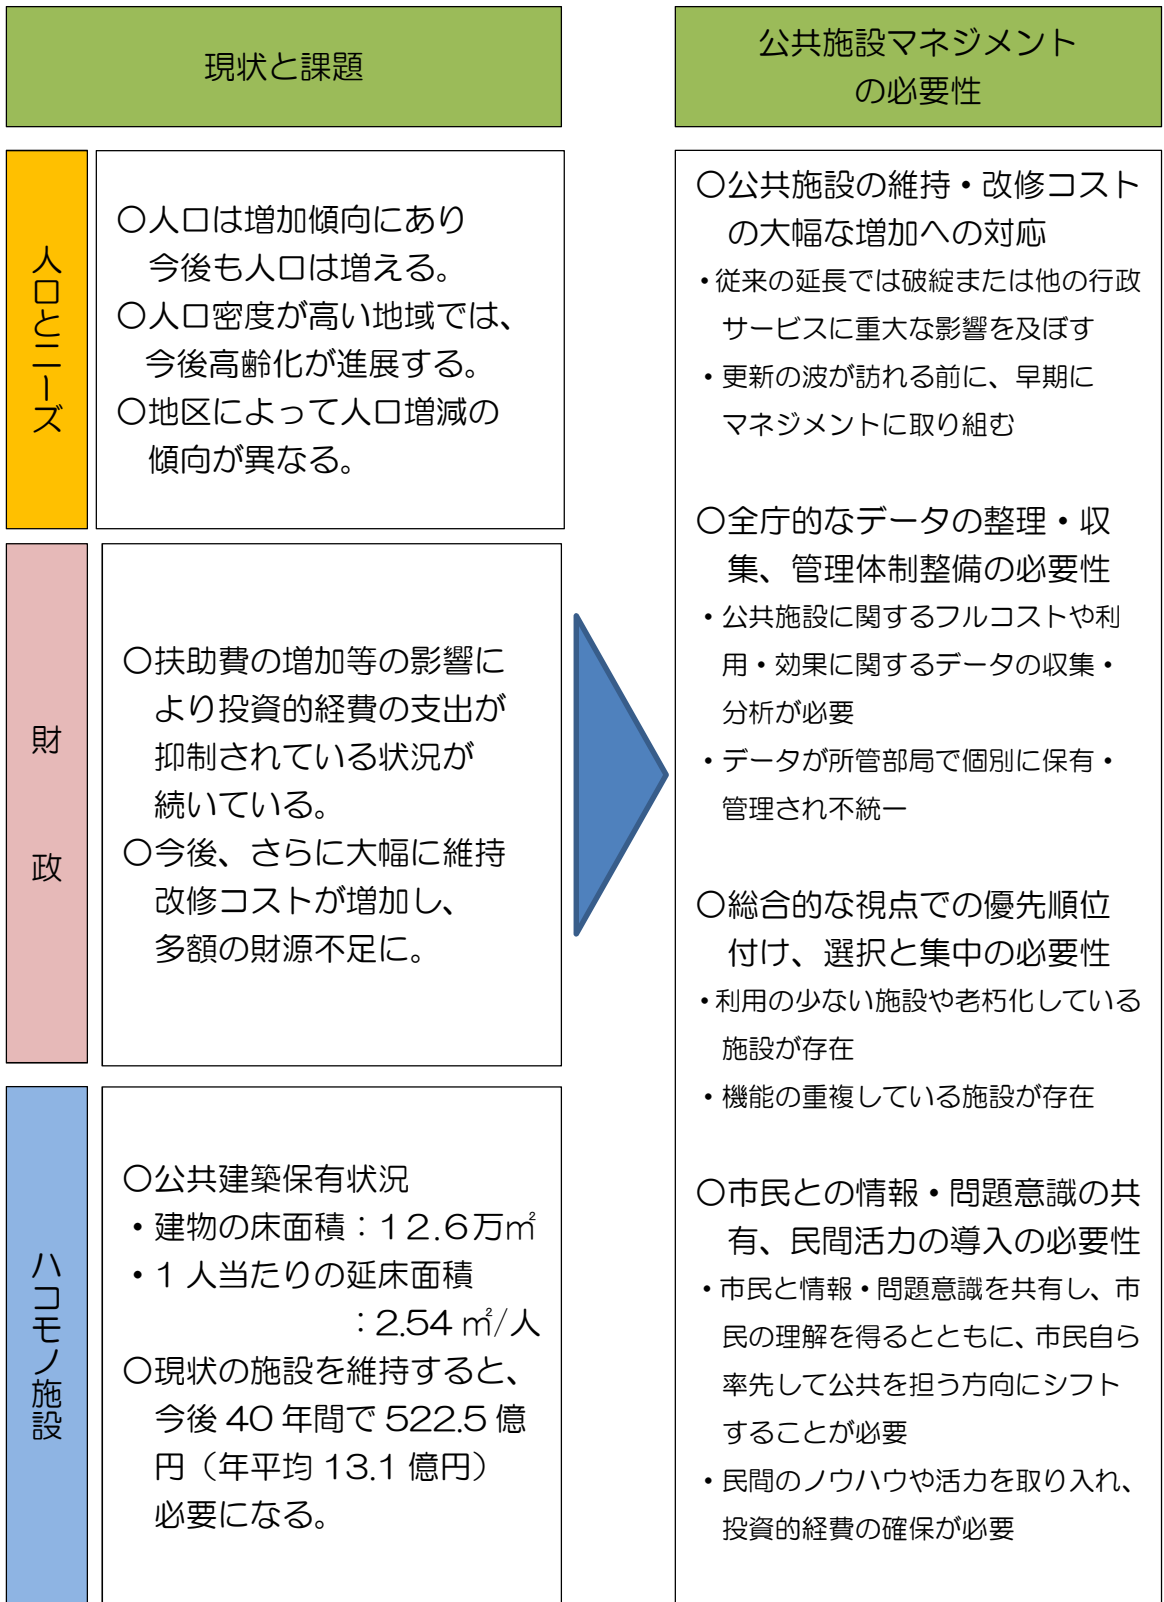 現状と課題
人口とニーズ
〇人口は増加傾向にあり
今後も人口は増える。
〇人口密度が高い地域では、
今後高齢化が進展する。
〇地区によって人口増減の
傾向が異なる。
財政
〇扶助費の増加等の影響に
より投資的経費の支出が
抑制されている状況が
続いている。
〇今後、さらに大幅に維持
改修コストが増加し、
多額の財源不足に。
ハコモノ施設
〇公共建築保有状況
・建物の床面積：１２.６万㎡
・１人当たりの延床面積
：2.54 ㎡/人
〇現状の施設を維持すると、
今後 40 年間で 522.5 億
円（年平均 13.1 億円）
必要になる。
公共施設マネジメント
の必要性
〇公共施設の維持・改修コスト
の大幅な増加への対応
・従来の延長では破綻または他の行政
サービスに重大な影響を及ぼす
・更新の波が訪れる前に、早期に
マネジメントに取り組む
〇全庁的なデータの整理・収
集、管理体制整備の必要性
・公共施設に関するフルコストや利
用・効果に関するデータの収集・
分析が必要
・データが所管部局で個別に保有・
管理され不統一
〇総合的な視点での優先順位
付け、選択と集中の必要性
・利用の少ない施設や老朽化している
施設が存在
・機能の重複している施設が存在
〇市民との情報・問題意識の共
有、民間活力の導入の必要性
・市民と情報・問題意識を共有し、市
民の理解を得るとともに、市民自ら
率先して公共を担う方向にシフト
することが必要
・民間のノウハウや活力を取り入れ、
投資的経費の確保が必要